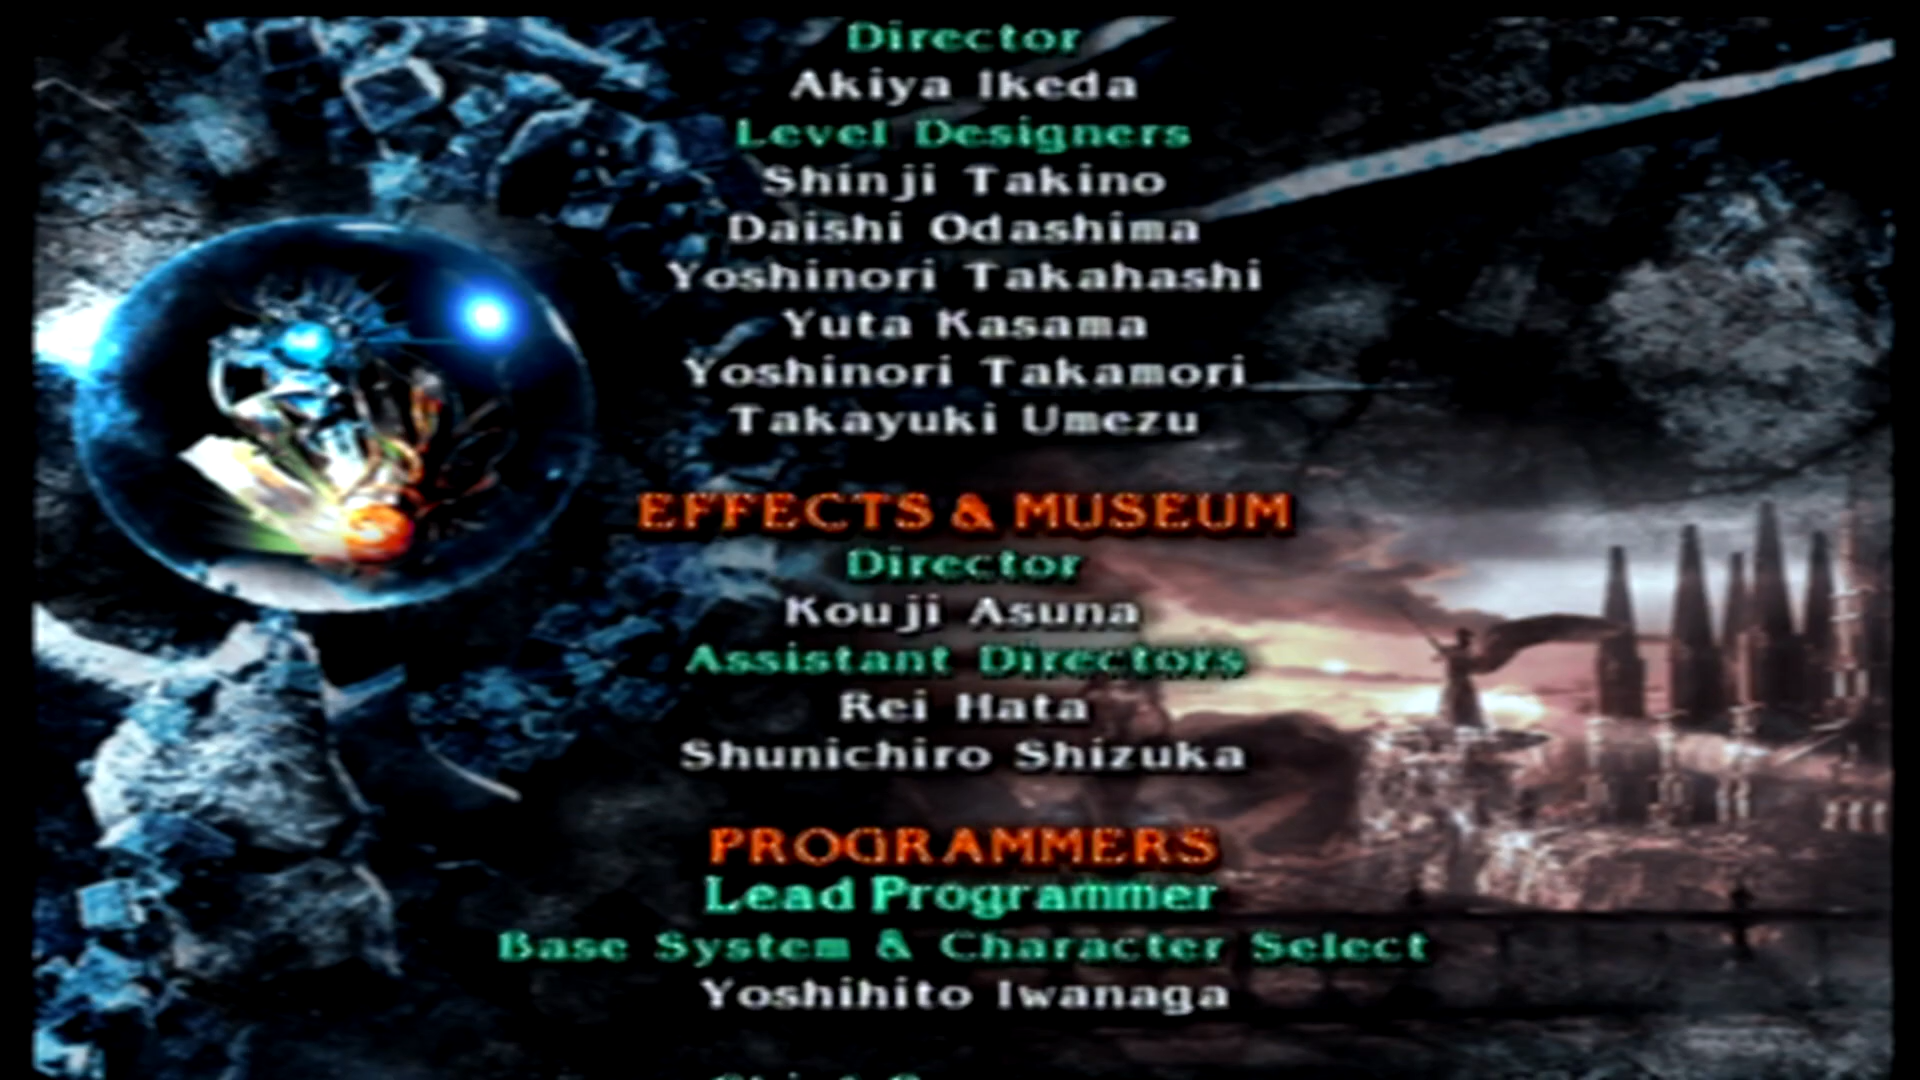 Director
Akiya Ikeda
Level Designers
Shinji Takino
Daishi Odashima
Yoshinori Takahashi
Yuta Kasama
Yoshinori Takamori
Takayuki Umezu
EFFECTS & MUSEUM
Director
Kouji Asuna
Assistant Directors
Rei Hata
Shunichiro Shizuka
PROGRAMMERS
Lead Programmer
Base System & Character Select
Yoshihito Iwanaga